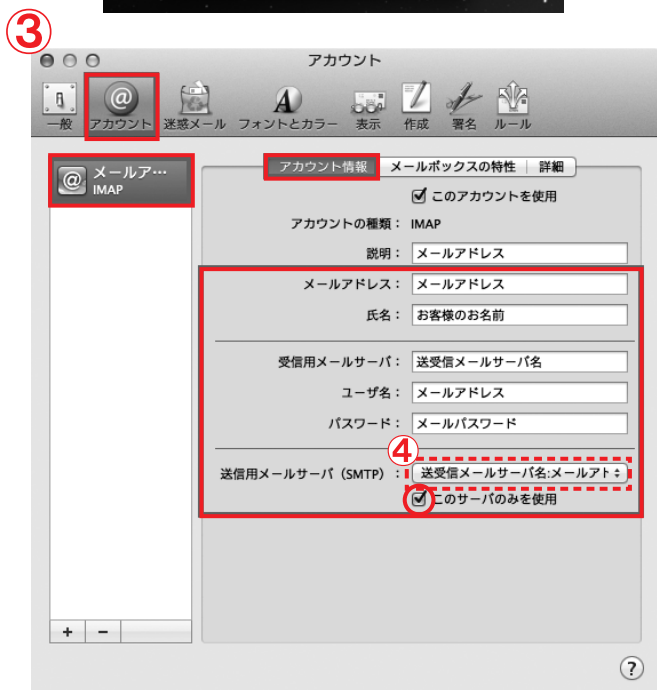 ③
アカウント
一般 アカウント 迷惑メール フォントとカラー 表示 作成 署名 ルール
メールア…
IMAP
アカウント情報 メールボックスの特性 詳細
このアカウントを使用
アカウントの種類： IMAP
説明： メールアドレス
メールアドレス： メールアドレス
氏名： お客様のお名前
受信用メールサーバ： 送受信メールサーバ名
ユーザ名： メールアドレス
パスワード： メールパスワード
④
送信用メールサーバ（SMTP）： 送受信メールサーバ名:メールアト
このサーバのみを使用
+ −
?